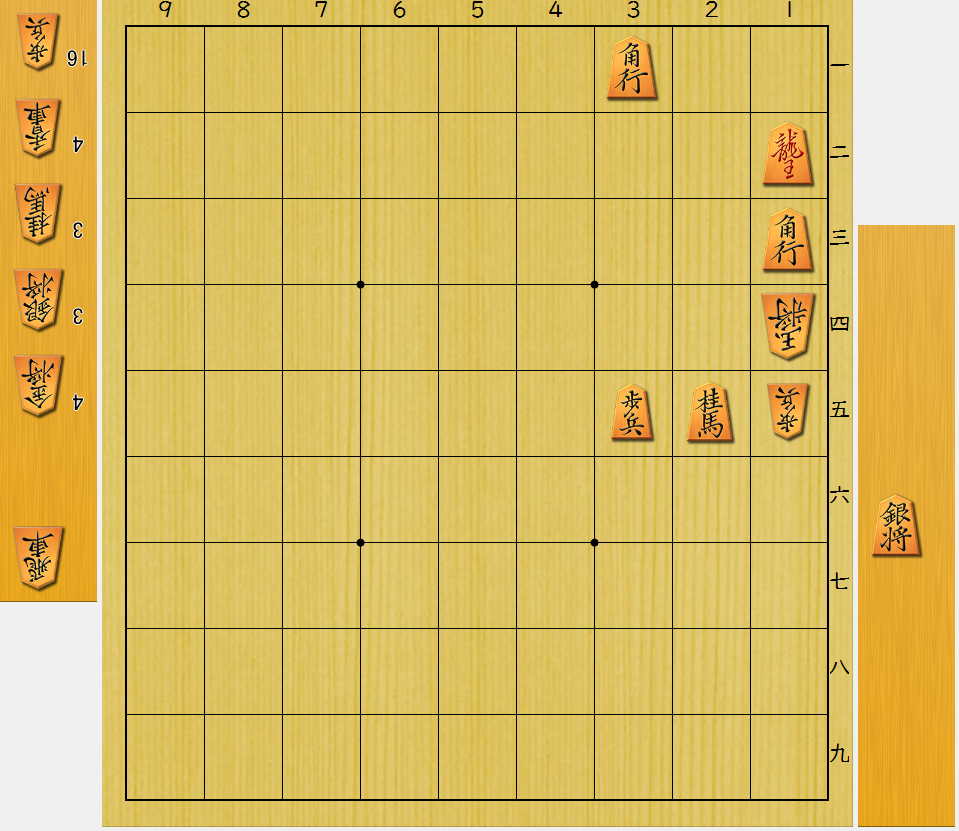 9 8 7 6 5 4 3 2 1
歩兵 16
香車 4
桂馬 3
銀将 3
金将 4
飛車
角行 一
龍王 二
角行 三
王将 四
歩兵 桂馬 歩兵 五
六
銀将
七
八
九